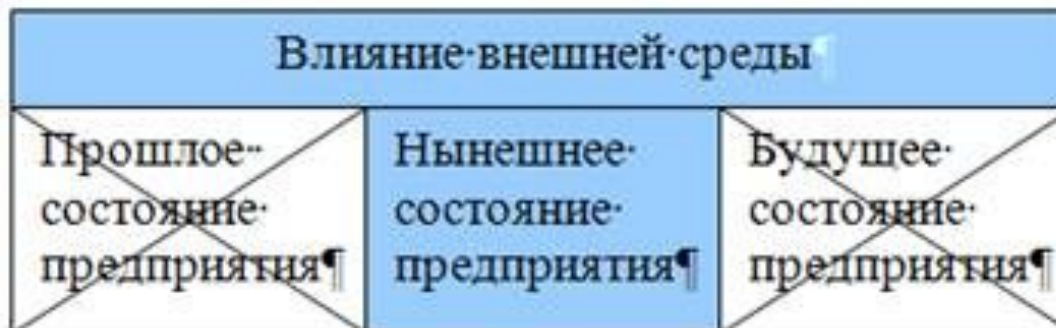 Влияние·внешней·среды¶
Прошлое··
состояние·
предприятия¶
Нынешнее·
состояние·
предприятия¶
Будущее·
состояние·
предприятия¶